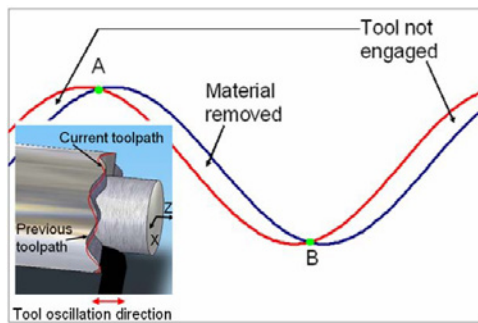 Tool not
engaged
A
Material
removed
Current toolpath
Previous
toolpath
Z
X
B
Tool oscillation direction